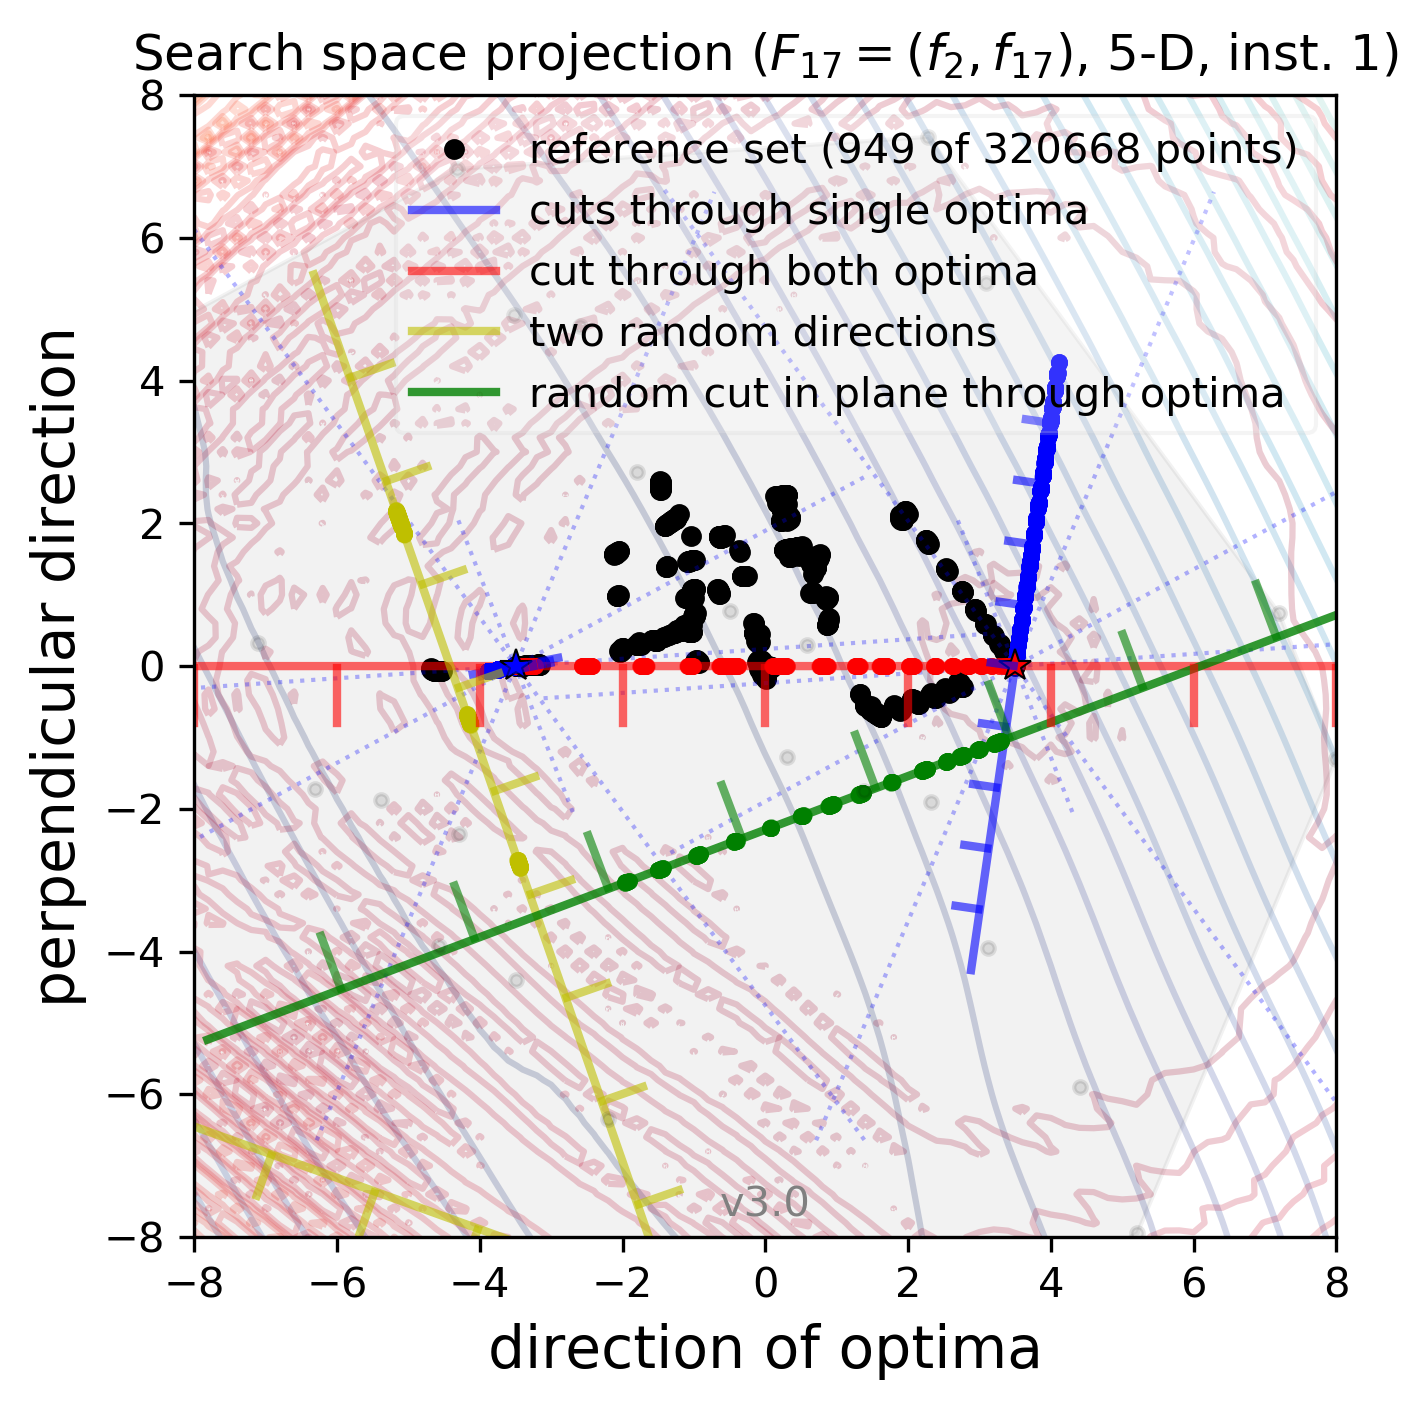 Search space projection (F₁₇ = (f₂, f₁₇), 5-D, inst. 1)
reference set (949 of 320668 points)
cuts through single optima
cut through both optima
two random directions
random cut in plane through optima
perpendicular direction
8
6
4
2
0
−2
−4
−6
−8
v3.0
−8 −6 −4 −2 0 2 4 6 8
direction of optima